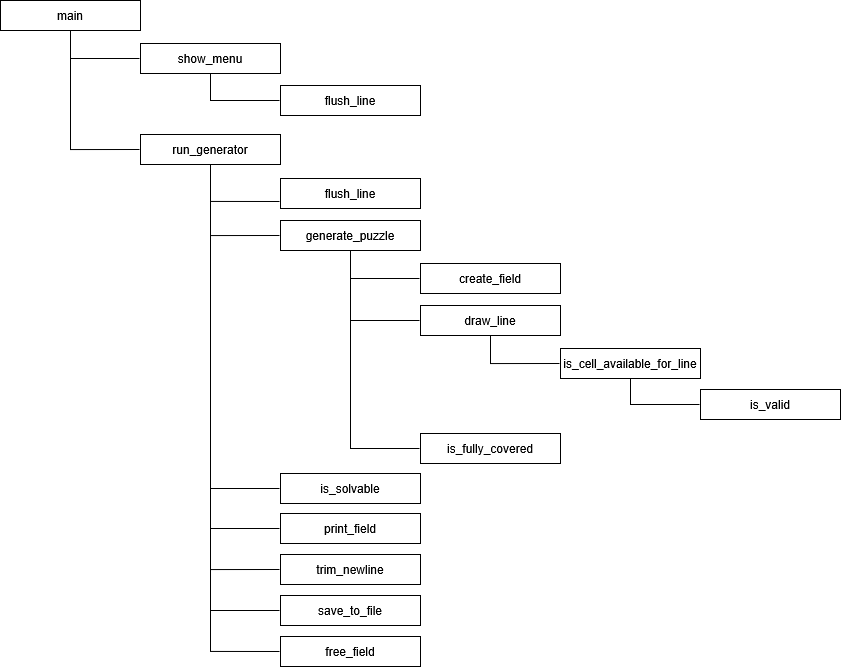 main
show_menu
flush_line
run_generator
flush_line
generate_puzzle
create_field
draw_line
is_cell_available_for_line
is_valid
is_fully_covered
is_solvable
print_field
trim_newline
save_to_file
free_field